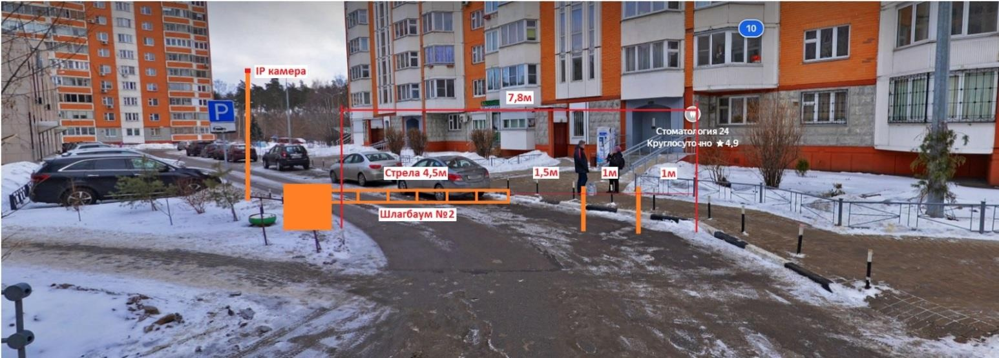 10
IP камера
7,8м
P
Стоматология 24
Круглосуточно ★4,9
Стрела 4,5м
1,5м
1м
1м
Шлагбаум №2